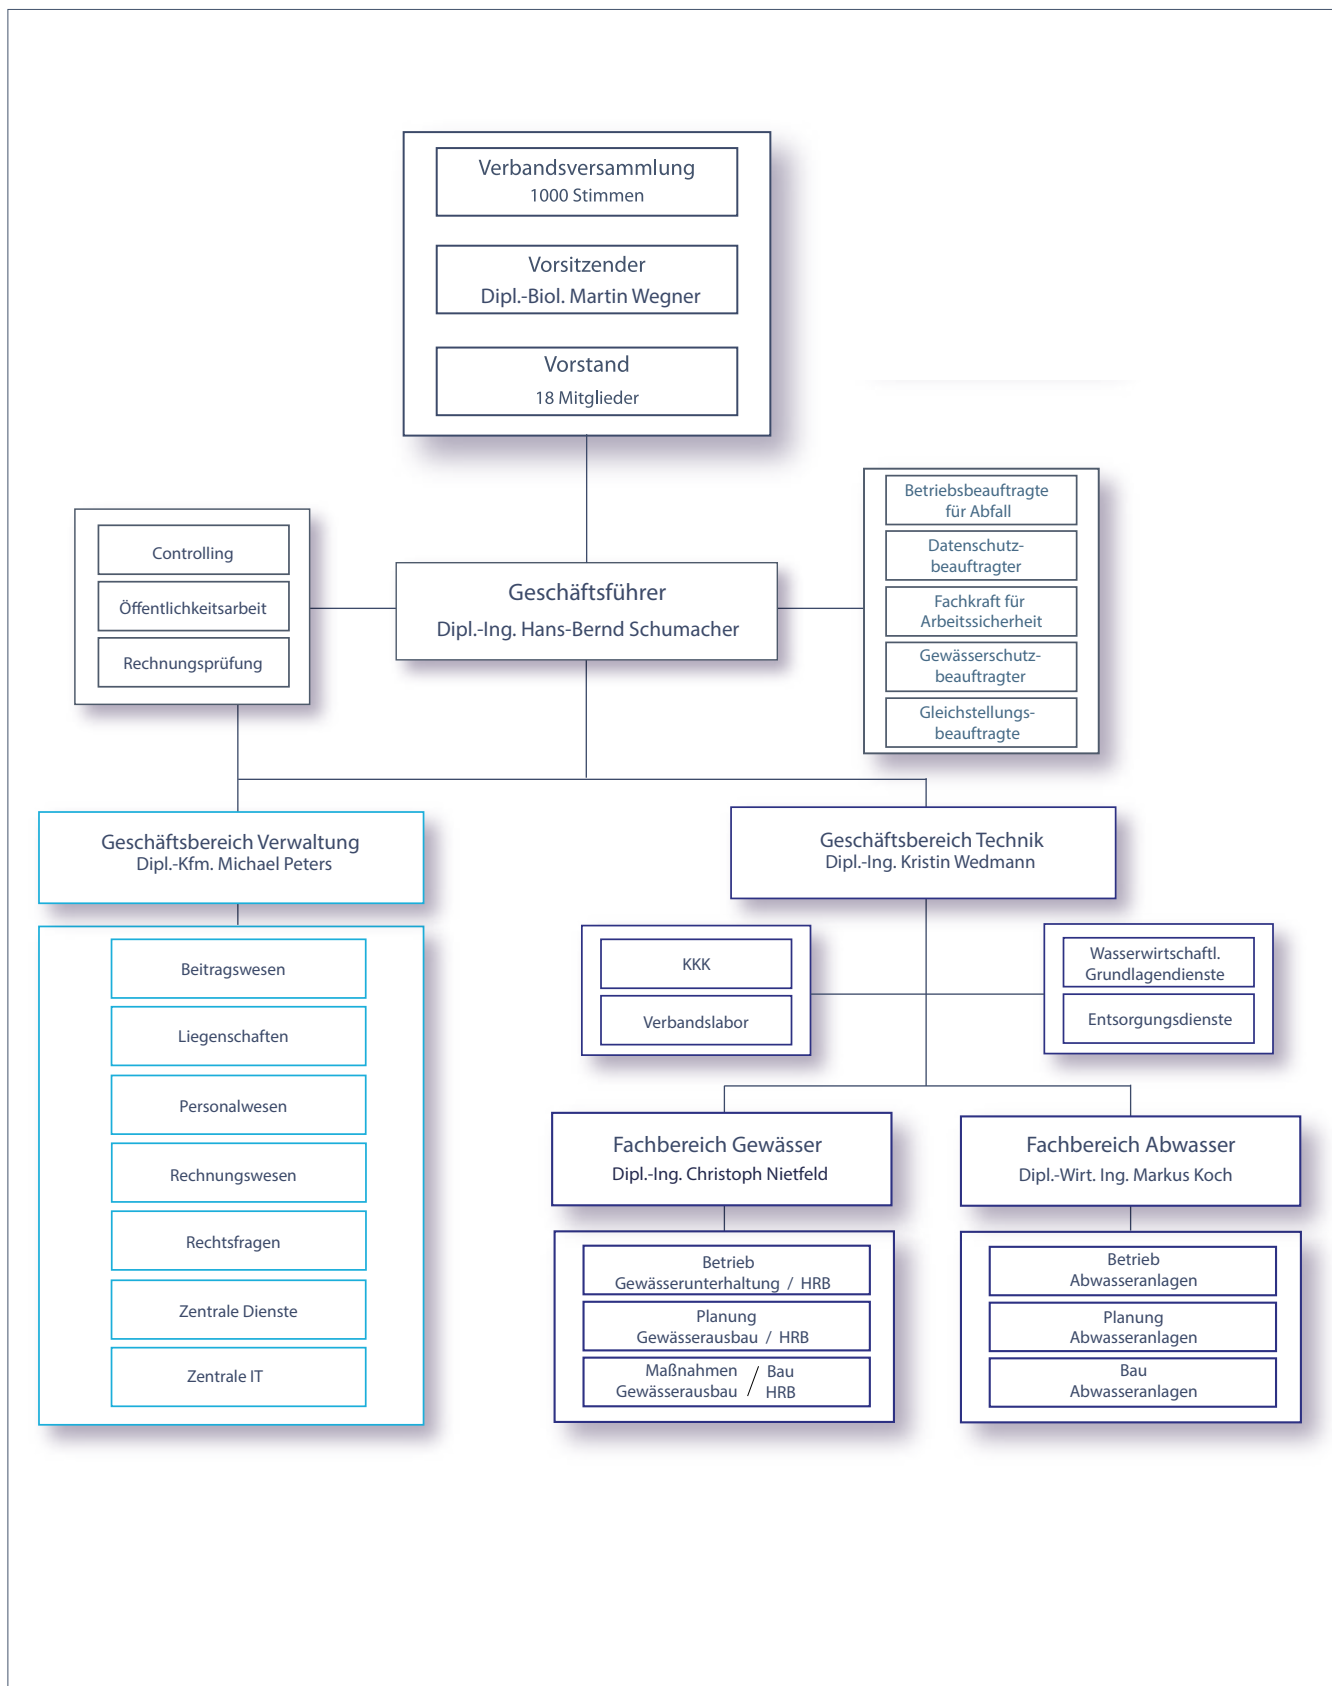 Verbandsversammlung
1000 Stimmen
Vorsitzender
Dipl.-Biol. Martin Wegner
Vorstand
18 Mitglieder
Controlling
Öffentlichkeitsarbeit
Rechnungsprüfung
Geschäftsführer
Dipl.-Ing. Hans-Bernd Schumacher
Betriebsbeauftragte
für Abfall
Datenschutz-
beauftragter
Fachkraft für
Arbeitssicherheit
Gewässerschutz-
beauftragter
Gleichstellungs-
beauftragte
Geschäftsbereich Verwaltung
Dipl.-Kfm. Michael Peters
Beitragswesen
Liegenschaften
Personalwesen
Rechnungswesen
Rechtsfragen
Zentrale Dienste
Zentrale IT
Geschäftsbereich Technik
Dipl.-Ing. Kristin Wedmann
KKK
Verbandslabor
Wasserwirtschaftl.
Grundlagendienste
Entsorgungsdienste
Fachbereich Gewässer
Dipl.-Ing. Christoph Nietfeld
Betrieb
Gewässerunterhaltung / HRB
Planung
Gewässerausbau / HRB
Maßnahmen / Bau
Gewässerausbau / HRB
Fachbereich Abwasser
Dipl.-Wirt. Ing. Markus Koch
Betrieb
Abwasseranlagen
Planung
Abwasseranlagen
Bau
Abwasseranlagen